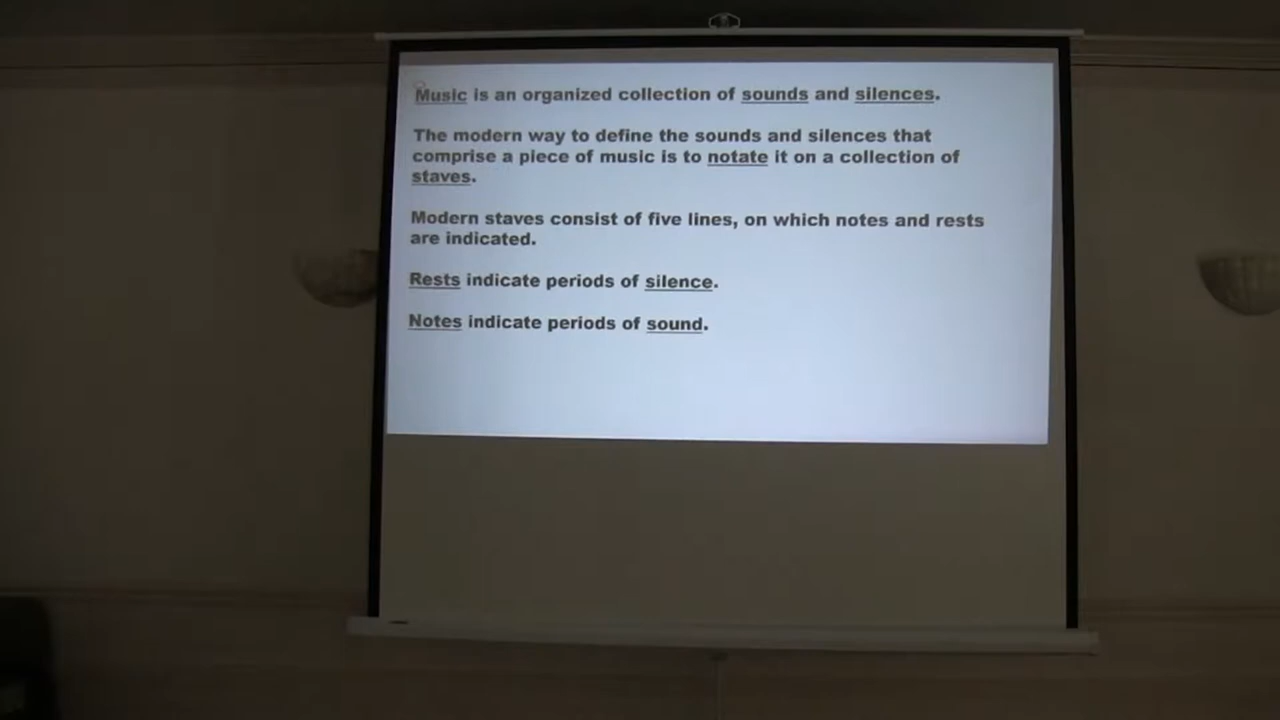 Music is an organized collection of sounds and silences.
The modern way to define the sounds and silences that
comprise a piece of music is to notate it on a collection of
staves.
Modern staves consist of five lines, on which notes and rests
are indicated.
Rests indicate periods of silence.
Notes indicate periods of sound.